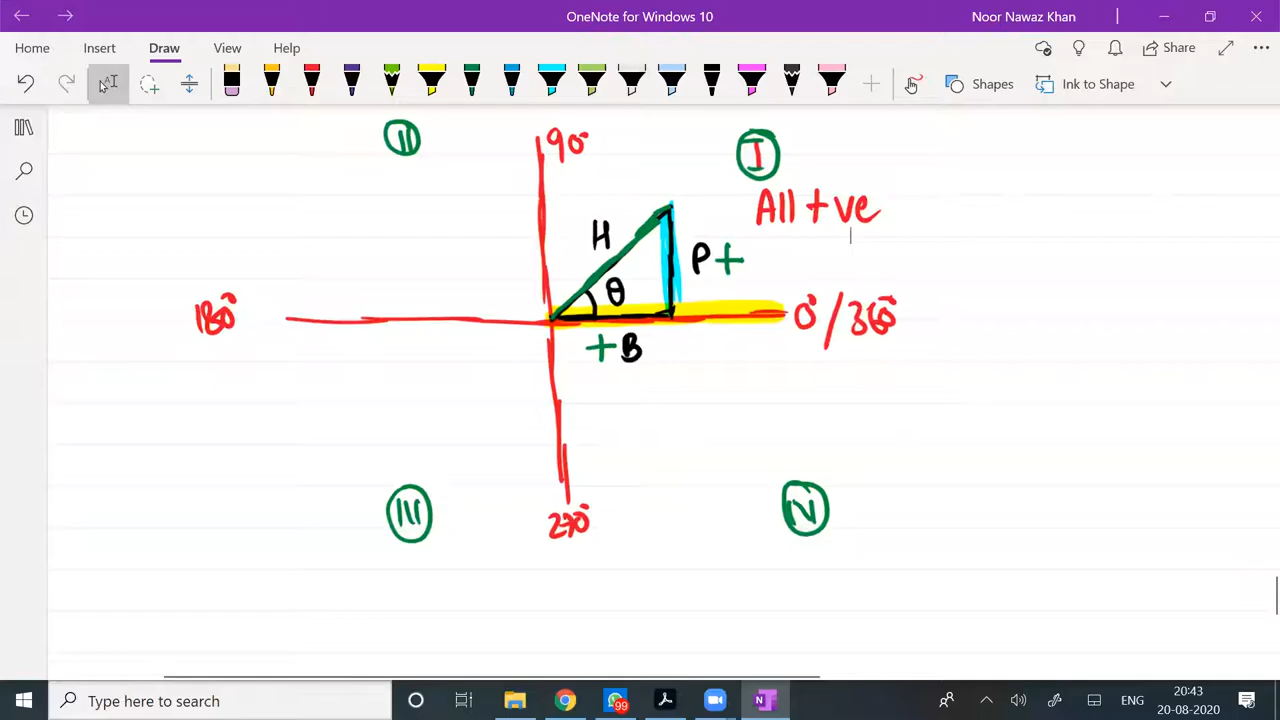 OneNote for Windows 10
Noor Nawaz Khan
Home Insert Draw View Help
Share
Shapes
Ink to Shape
II
90°
I
All +ve
H
P+
θ
180°
0°/360°
+B
III
IV
270°
Type here to search
99
ENG
20:43
20-08-2020